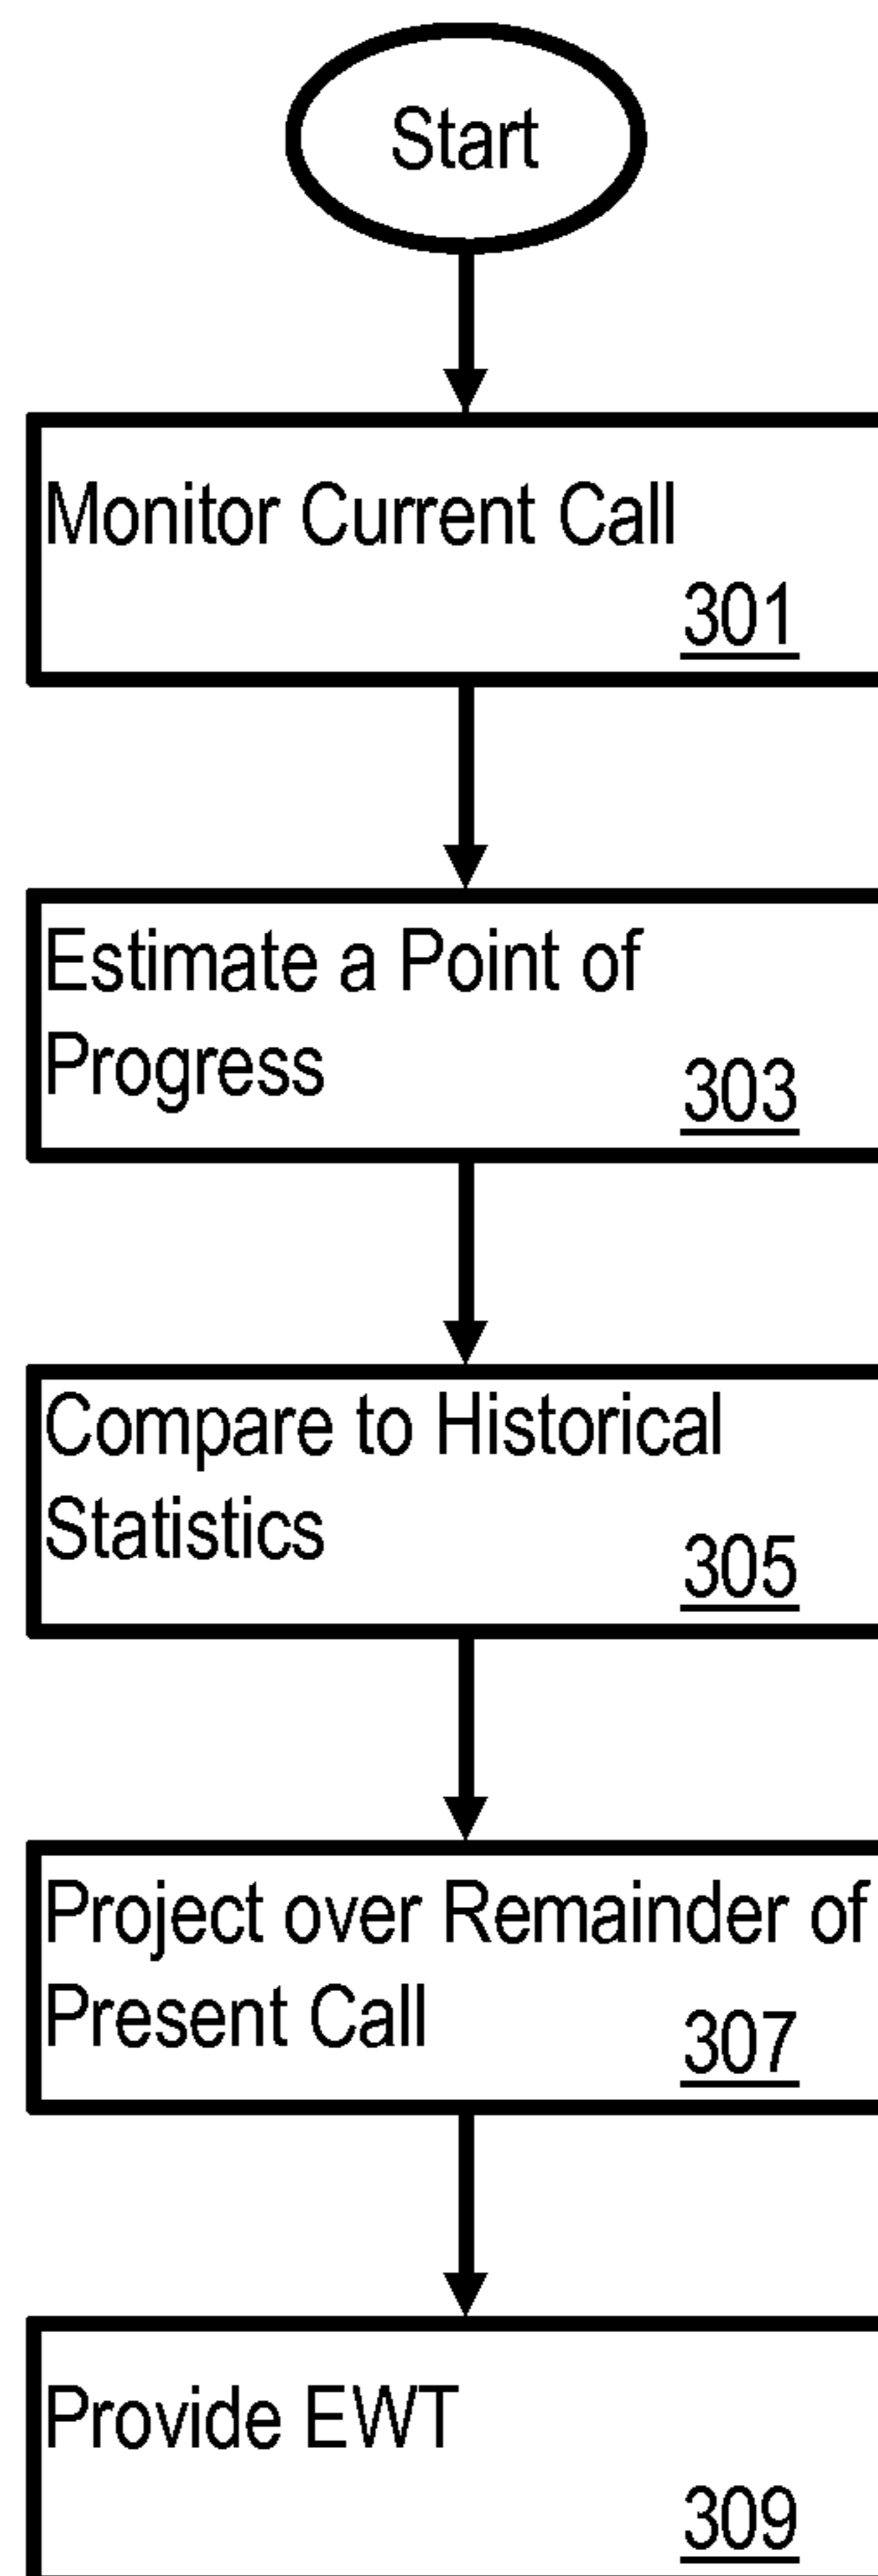 Start
Monitor Current Call
301
Estimate a Point of
Progress
303
Compare to Historical
Statistics
305
Project over Remainder of
Present Call
307
Provide EWT
309